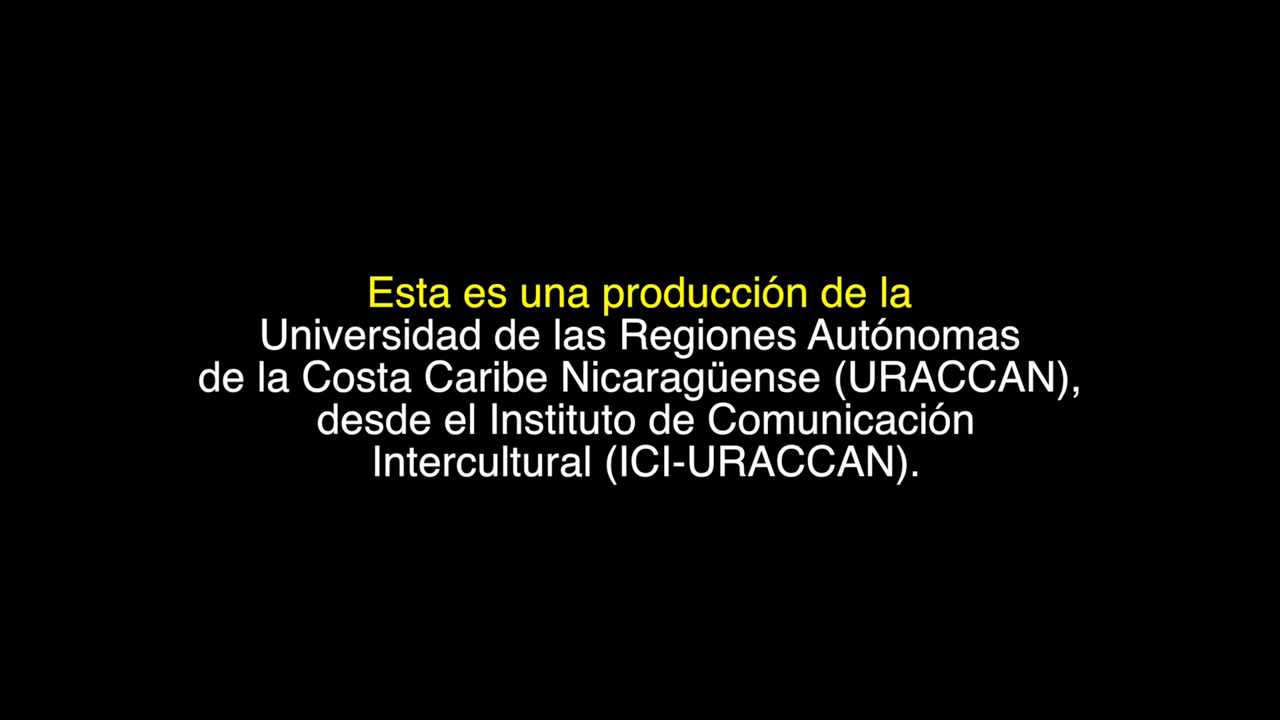 Esta es una producción de la
Universidad de las Regiones Autónomas
de la Costa Caribe Nicaragüense (URACCAN),
desde el Instituto de Comunicación
Intercultural (ICI-URACCAN).